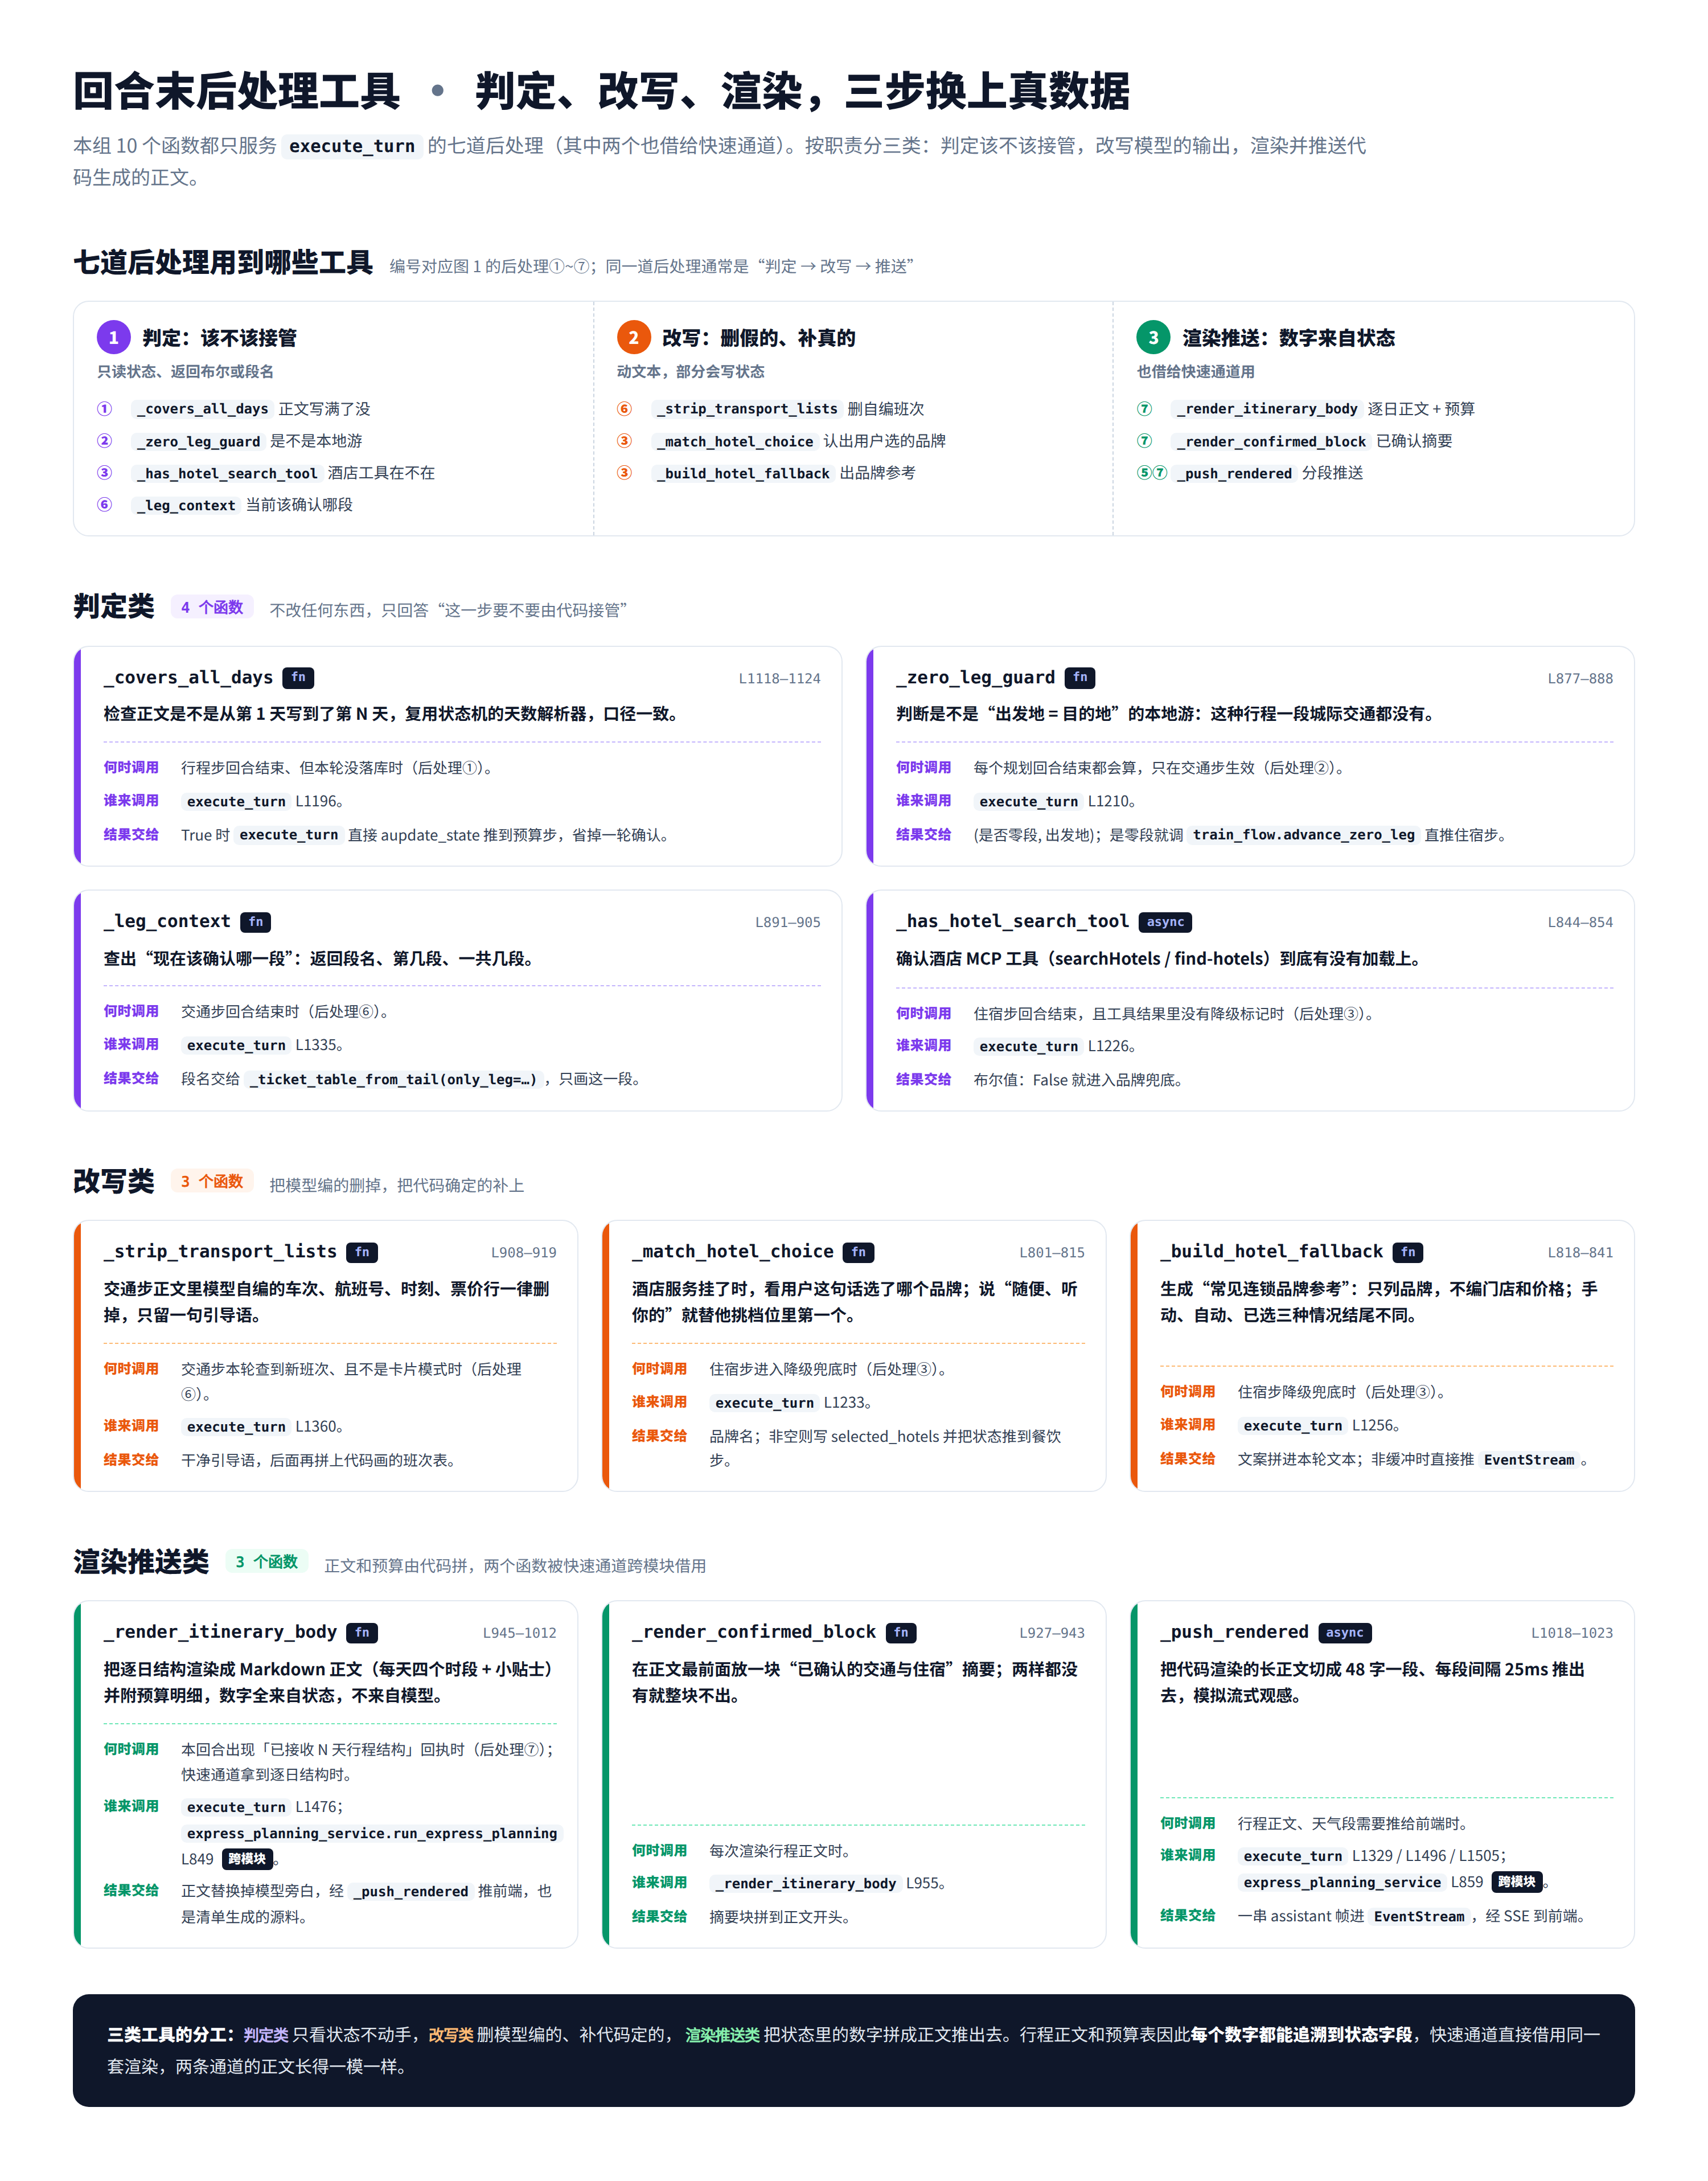 回合末后处理工具 • 判定、改写、渲染，三步换上真数据
本组 10 个函数都只服务 execute_turn 的七道后处理（其中两个也借给快速通道）。按职责分三类：判定该不该接管，改写模型的输出，渲染并推送代
码生成的正文。
七道后处理用到哪些工具 编号对应图 1 的后处理①~⑦；同一道后处理通常是“判定 → 改写 → 推送”
1 判定：该不该接管
只读状态、返回布尔或段名
① _covers_all_days 正文写满了没
② _zero_leg_guard 是不是本地游
③ _has_hotel_search_tool 酒店工具在不在
⑥ _leg_context 当前该确认哪段
2 改写：删假的、补真的
动文本，部分会写状态
⑥ _strip_transport_lists 删自编班次
③ _match_hotel_choice 认出用户选的品牌
③ _build_hotel_fallback 出品牌参考
3 渲染推送：数字来自状态
也借给快速通道用
⑦ _render_itinerary_body 逐日正文 + 预算
⑦ _render_confirmed_block 已确认摘要
⑤⑦ _push_rendered 分段推送
判定类 4 个函数 不改任何东西，只回答“这一步要不要由代码接管”
_covers_all_days fn L1118–1124
检查正文是不是从第 1 天写到了第 N 天，复用状态机的天数解析器，口径一致。
何时调用 行程步回合结束、但本轮没落库时（后处理①）。
谁来调用 execute_turn L1196。
结果交给 True 时 execute_turn 直接 aupdate_state 推到预算步，省掉一轮确认。
_zero_leg_guard fn L877–888
判断是不是“出发地 = 目的地”的本地游：这种行程一段城际交通都没有。
何时调用 每个规划回合结束都会算，只在交通步生效（后处理②）。
谁来调用 execute_turn L1210。
结果交给 (是否零段, 出发地)；是零段就调 train_flow.advance_zero_leg 直推住宿步。
_leg_context fn L891–905
查出“现在该确认哪一段”：返回段名、第几段、一共几段。
何时调用 交通步回合结束时（后处理⑥）。
谁来调用 execute_turn L1335。
结果交给 段名交给 _ticket_table_from_tail(only_leg=…)，只画这一段。
_has_hotel_search_tool async L844–854
确认酒店 MCP 工具（searchHotels / find-hotels）到底有没有加载上。
何时调用 住宿步回合结束，且工具结果里没有降级标记时（后处理③）。
谁来调用 execute_turn L1226。
结果交给 布尔值：False 就进入品牌兜底。
改写类 3 个函数 把模型编的删掉，把代码确定的补上
_strip_transport_lists fn L908–919
交通步正文里模型自编的车次、航班号、时刻、票价行一律删
掉，只留一句引导语。
何时调用 交通步本轮查到新班次、且不是卡片模式时（后处理
⑥）。
谁来调用 execute_turn L1360。
结果交给 干净引导语，后面再拼上代码画的班次表。
_match_hotel_choice fn L801–815
酒店服务挂了时，看用户这句话选了哪个品牌；说“随便、听
你的”就替他挑档位里第一个。
何时调用 住宿步进入降级兜底时（后处理③）。
谁来调用 execute_turn L1233。
结果交给 品牌名；非空则写 selected_hotels 并把状态推到餐饮
步。
_build_hotel_fallback fn L818–841
生成“常见连锁品牌参考”：只列品牌，不编门店和价格；手
动、自动、已选三种情况结尾不同。
何时调用 住宿步降级兜底时（后处理③）。
谁来调用 execute_turn L1256。
结果交给 文案拼进本轮文本；非缓冲时直接推 EventStream。
渲染推送类 3 个函数 正文和预算由代码拼，两个函数被快速通道跨模块借用
_render_itinerary_body fn L945–1012
把逐日结构渲染成 Markdown 正文（每天四个时段 + 小贴士）
并附预算明细，数字全来自状态，不来自模型。
何时调用 本回合出现「已接收 N 天行程结构」回执时（后处理⑦）；
快速通道拿到逐日结构时。
谁来调用 execute_turn L1476；
express_planning_service.run_express_planning
L849 跨模块。
结果交给 正文替换掉模型旁白，经 _push_rendered 推前端，也
是清单生成的源料。
_render_confirmed_block fn L927–943
在正文最前面放一块“已确认的交通与住宿”摘要；两样都没
有就整块不出。
何时调用 每次渲染行程正文时。
谁来调用 _render_itinerary_body L955。
结果交给 摘要块拼到正文开头。
_push_rendered async L1018–1023
把代码渲染的长正文切成 48 字一段、每段间隔 25ms 推出
去，模拟流式观感。
何时调用 行程正文、天气段需要推给前端时。
谁来调用 execute_turn L1329 / L1496 / L1505；
express_planning_service L859 跨模块。
结果交给 一串 assistant 帧进 EventStream，经 SSE 到前端。
三类工具的分工：判定类 只看状态不动手，改写类 删模型编的、补代码定的， 渲染推送类 把状态里的数字拼成正文推出去。行程正文和预算表因此每个数字都能追溯到状态字段，快速通道直接借用同一
套渲染，两条通道的正文长得一模一样。